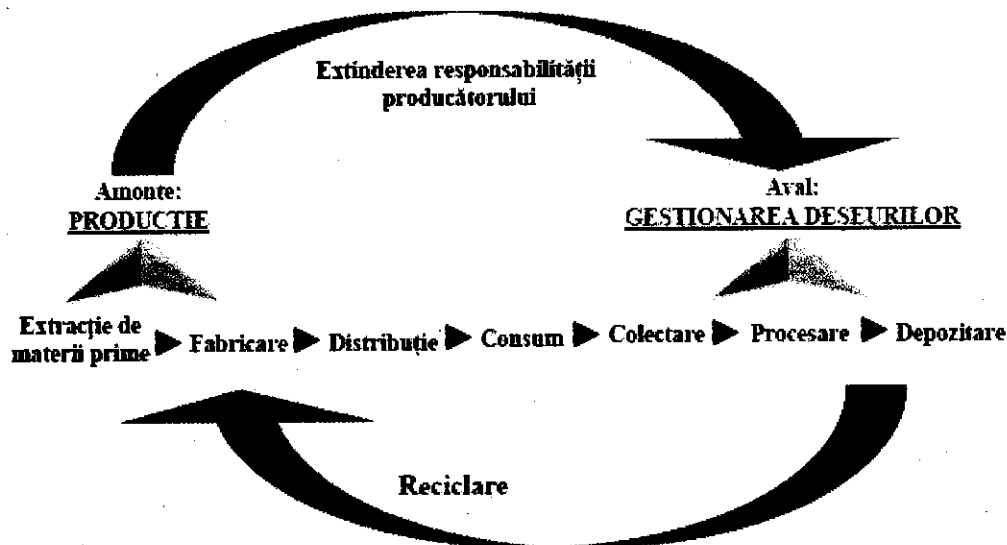 Extinderea responsabilității
producătorului
Amonte:
PRODUCTIE
Aval:
GESTIONAREA DESEURILOR
Extracție de
materii prime
Fabricare
Distribuție
Consum
Colectare
Procesare
Depozitare
Reciclare